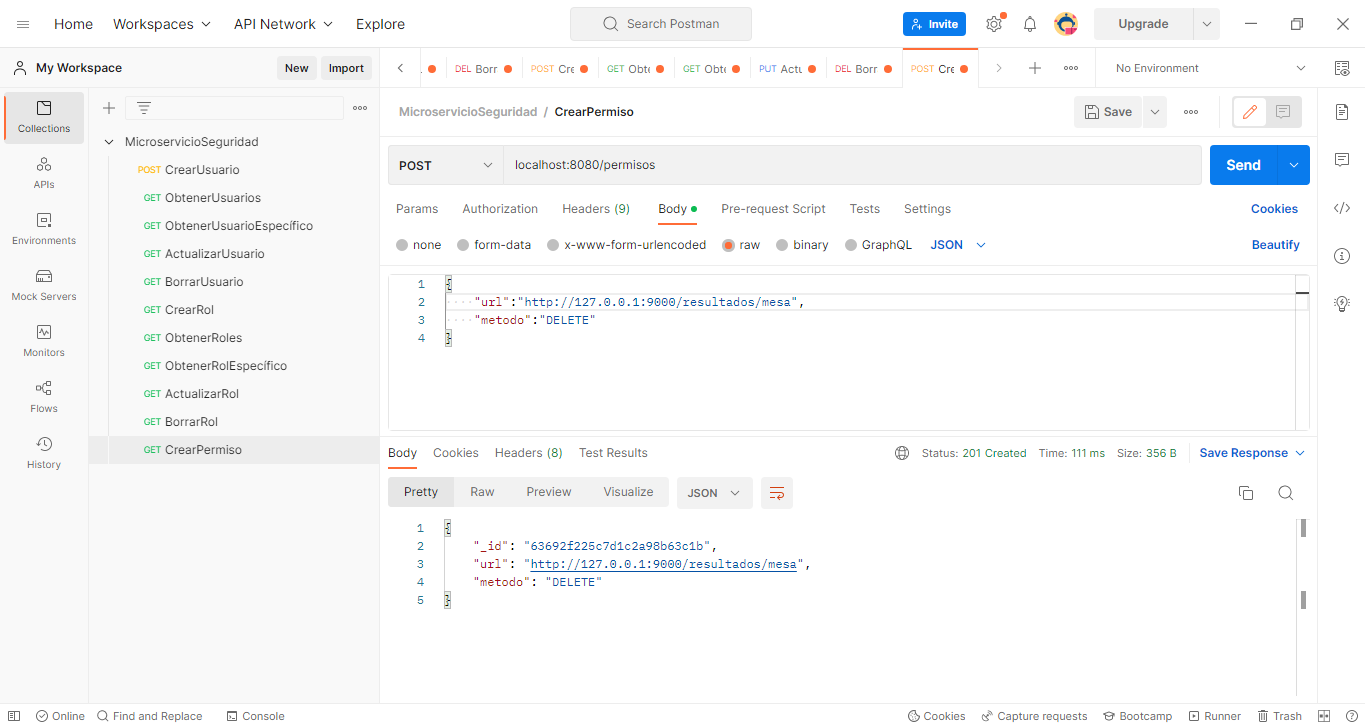 Home Workspaces API Network Explore Search Postman Invite Upgrade
My Workspace New Import
DEL Borr POST Cre GET Obte GET Obte PUT Actu DEL Borr POST Cre No Environment
MicroservicioSeguridad / CrearPermiso Save
Collections
APIs
Environments
Mock Servers
Monitors
Flows
History
MicroservicioSeguridad
POST CrearUsuario
GET ObtenerUsuarios
GET ObtenerUsuarioEspecífico
GET ActualizarUsuario
GET BorrarUsuario
GET CrearRol
GET ObtenerRoles
GET ObtenerRolEspecífico
GET ActualizarRol
GET BorrarRol
GET CrearPermiso
POST localhost:8080/permisos Send
Params Authorization Headers (9) Body Pre-request Script Tests Settings Cookies
none form-data x-www-form-urlencoded raw binary GraphQL JSON Beautify
1 {
2 "url":"http://127.0.0.1:9000/resultados/mesa",
3 "metodo":"DELETE"
4 }
Body Cookies Headers (8) Test Results Status: 201 Created Time: 111 ms Size: 356 B Save Response
Pretty Raw Preview Visualize JSON
1 {
2 "_id": "63692f225c7d1c2a98b63c1b",
3 "url": "http://127.0.0.1:9000/resultados/mesa",
4 "metodo": "DELETE"
5 }
Online Find and Replace Console Cookies Capture requests Bootcamp Runner Trash